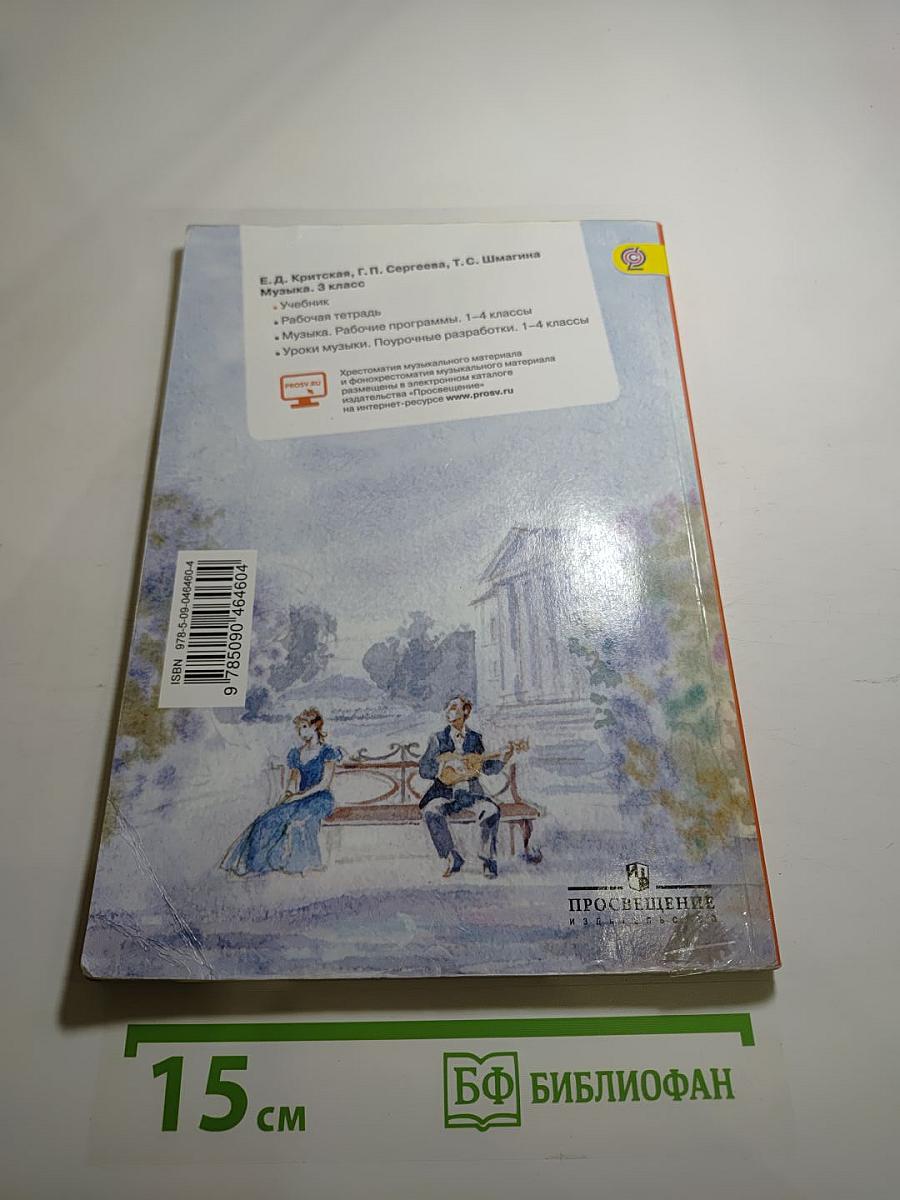 Е. Д. Критская, Г. П. Сергеева, Т. С. Шмагина
Музыка. 3 класс
• Учебник
• Рабочая тетрадь
• Музыка. Рабочие программы. 1–4 классы
• Уроки музыки. Поурочные разработки. 1–4 классы
PROSV.RU
Хрестоматия музыкального материала
и фонохрестоматия музыкального материала
размещены в электронном каталоге
издательства «Просвещение»
на интернет-ресурсе www.prosv.ru
ISBN 978-5-09-046460-4
9 785090 464604
ПРОСВЕЩЕНИЕ
ИЗДАТЕЛЬСТВО
15 см
БФ БИБЛИОФАН